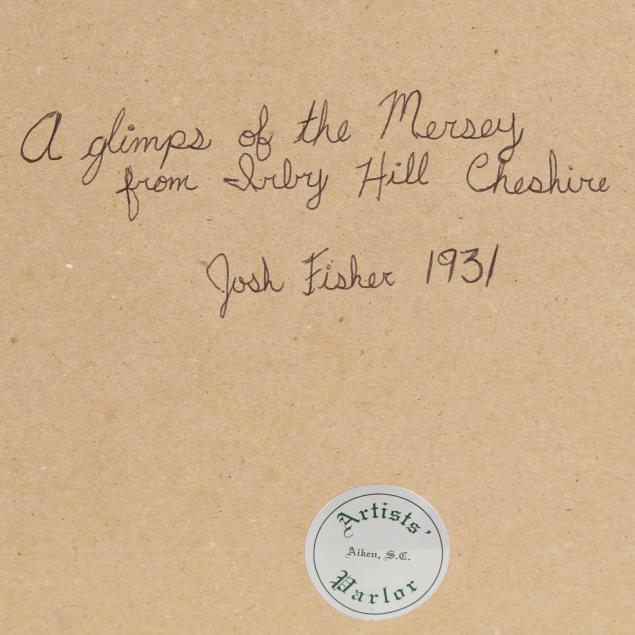 A glimps of the Mersey
from Irby Hill Cheshire
Josh Fisher 1931
Artists'
Aiken, S.C.
Parlor